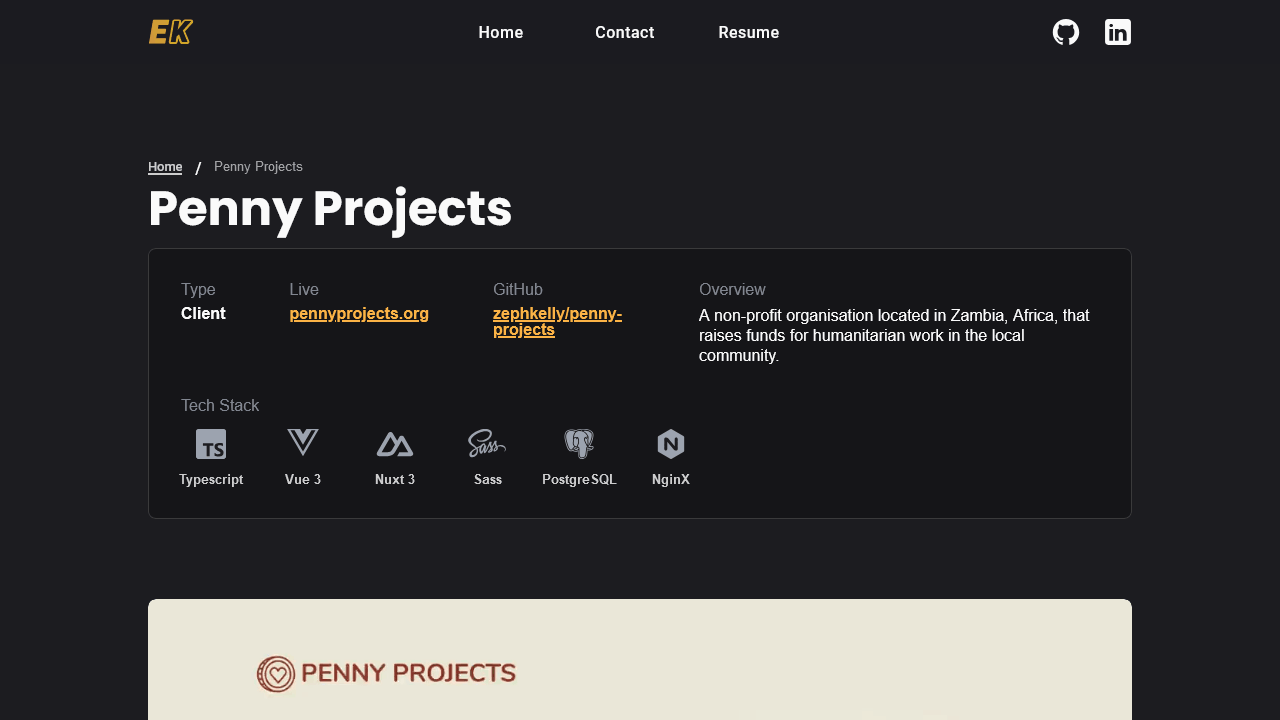 EK
Home Contact Resume
Home / Penny Projects
Penny Projects
Type
Client
Live
pennyprojects.org
GitHub
zephkelly/penny-
projects
Overview
A non-profit organisation located in Zambia, Africa, that
raises funds for humanitarian work in the local
community.
Tech Stack
TS
Typescript
Vue 3
Nuxt 3
Sass
Sass
PostgreSQL
N
NginX
PENNY PROJECTS